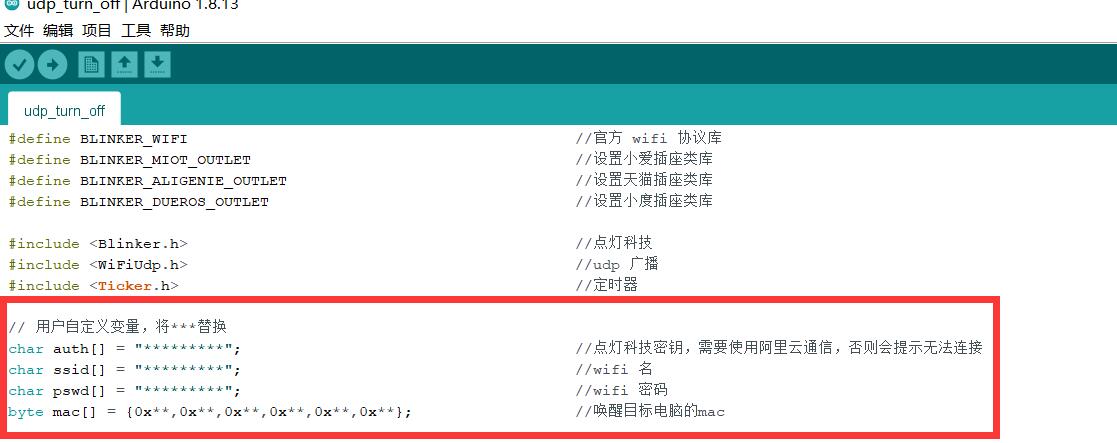 udp_turn_off | Arduino 1.8.13
文件 编辑 项目 工具 帮助
udp_turn_off
#define BLINKER_WIFI //官方 wifi 协议库
#define BLINKER_MIOT_OUTLET //设置小爱插座类库
#define BLINKER_ALIGENIE_OUTLET //设置天猫插座类库
#define BLINKER_DUEROS_OUTLET //设置小度插座类库
#include <Blinker.h> //点灯科技
#include <WiFiUdp.h> //udp 广播
#include <Ticker.h> //定时器
// 用户自定义变量，将***替换
char auth[] = "*********"; //点灯科技密钥，需要使用阿里云通信，否则会提示无法连接
char ssid[] = "*********"; //wifi 名
char pswd[] = "*********"; //wifi 密码
byte mac[] = {0x**,0x**,0x**,0x**,0x**,0x**}; //唤醒目标电脑的mac